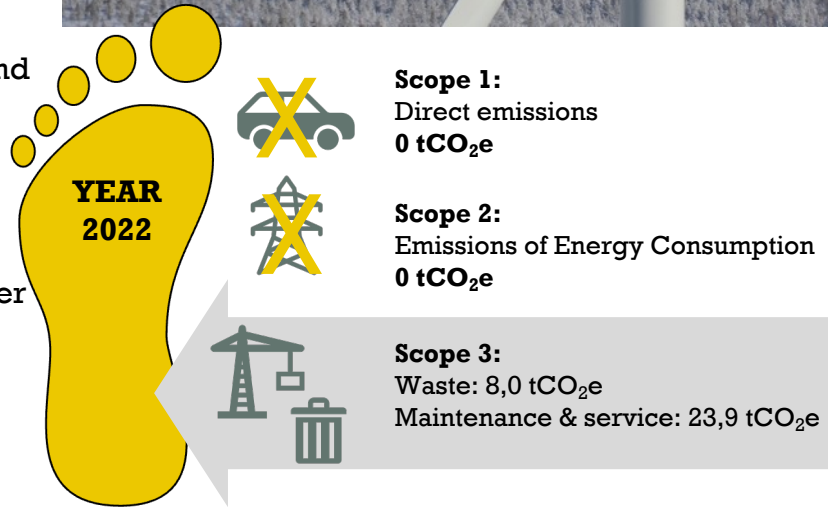 nd
er
YEAR
2022
Scope 1:
Direct emissions
0 tCO₂e
Scope 2:
Emissions of Energy Consumption
0 tCO₂e
Scope 3:
Waste: 8,0 tCO₂e
Maintenance & service: 23,9 tCO₂e